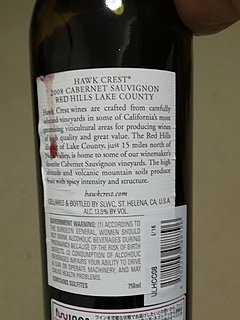 HAWK CREST®
2008 CABERNET SAUVIGNON
RED HILLS LAKE COUNTY
Hawk Crest wines are crafted from carefully
selected vineyards in some of California's most
promising viticultural areas for producing wines
of high quality and great value. The Red Hills
of Lake County, just 15 miles north of
Valley, is home to some of our winemaker's
favorite Cabernet Sauvignon vineyards. The high
altitude and volcanic mountain soils produce
fruit with spicy intensity and structure.
hawkcrest.com
CELLARED & BOTTLED BY SLWC, ST. HELENA, CA, U.S.A.
ALC. 13.5% BY VOL.
GOVERNMENT WARNING: (1) ACCORDING TO
THE SURGEON GENERAL, WOMEN SHOULD
NOT DRINK ALCOHOLIC BEVERAGES DURING
PREGNANCY BECAUSE OF THE RISK OF BIRTH
DEFECTS. (2) CONSUMPTION OF ALCOHOLIC
BEVERAGES IMPAIRS YOUR ABILITY TO DRIVE
A CAR OR OPERATE MACHINERY, AND MAY
CAUSE HEALTH PROBLEMS.
CONTAINS SULFITES
750ml
ULHCC08
L16